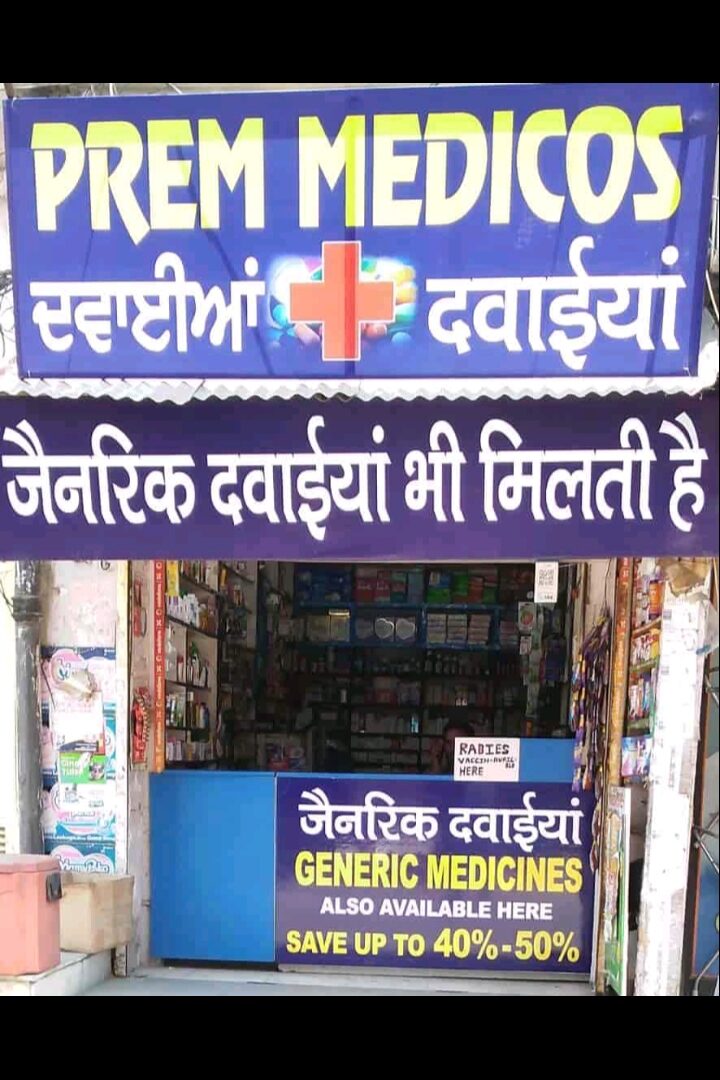 PREM MEDICOS
ਦਵਾਈਆਂ दवाईयां
जैनरिक दवाईयां भी मिलती है
RABIES
HERE
जैनरिक दवाईयां
GENERIC MEDICINES
ALSO AVAILABLE HERE
SAVE UP TO 40%-50%